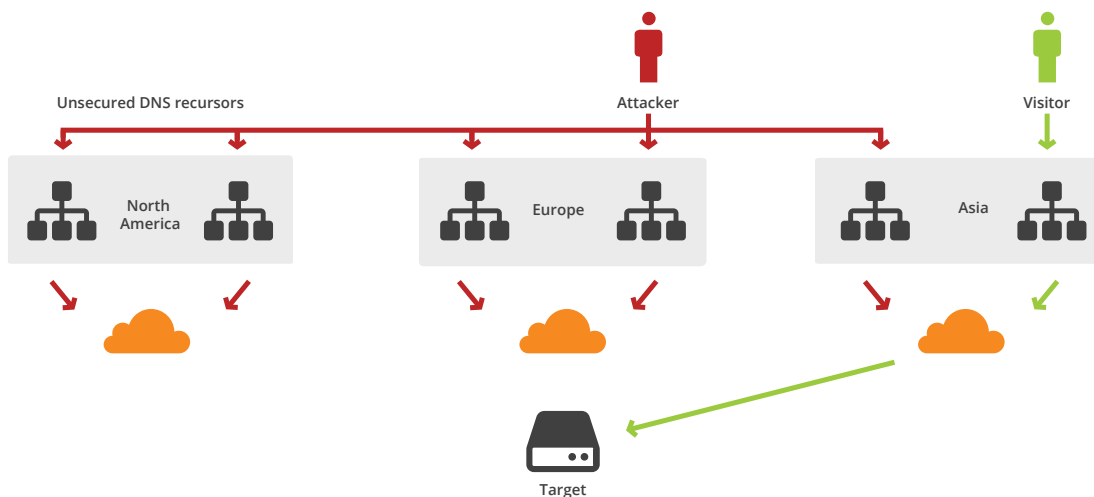 Unsecured DNS recursors
Attacker
Visitor
North
America
Europe
Asia
Target